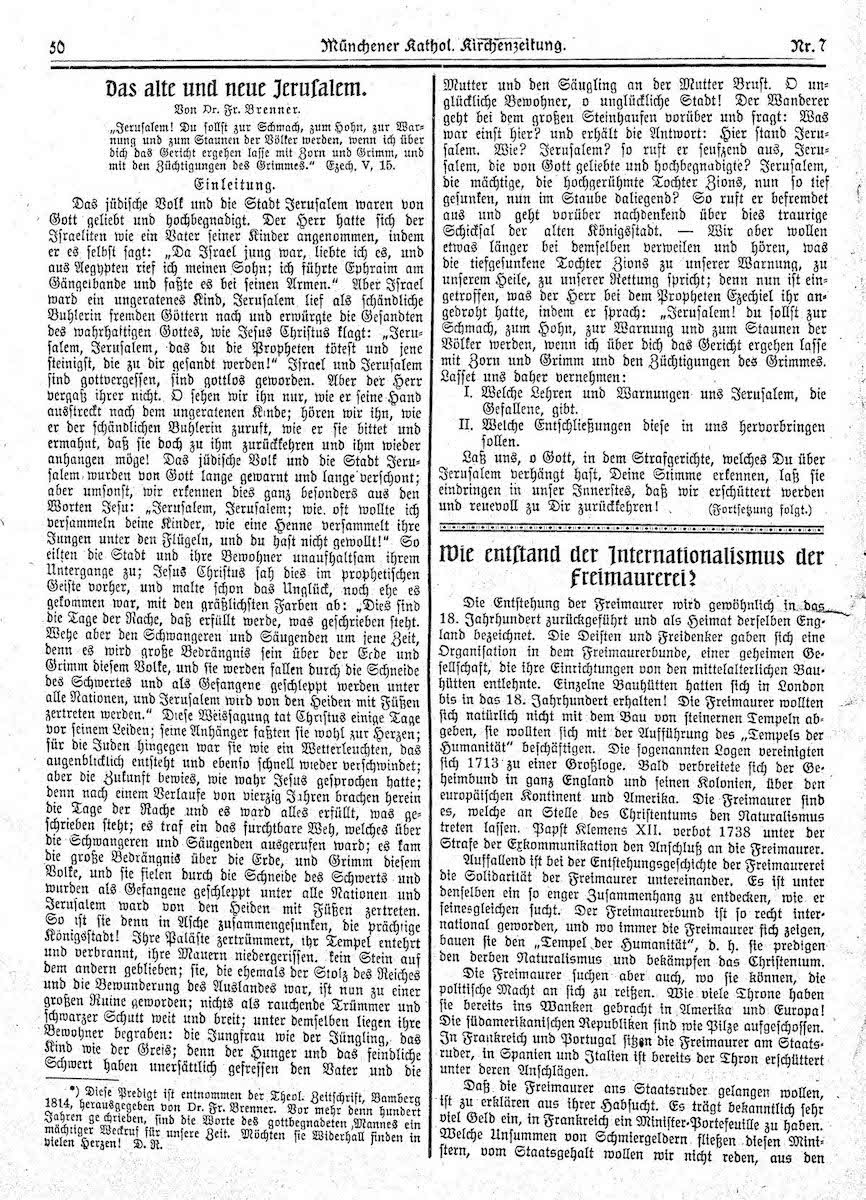 50
Münchener Kathol. Kirchenzeitung.
Nr. 7
Das alte und neue Jerusalem.
Von Dr. Fr. Brenner.
„Jerusalem! Du sollst zur Schmach, zum Hohn, zur War-
nung und zum Staunen der Völker werden, wenn ich über
dich das Gericht ergehen lasse mit Zorn und Grimm, und
mit den Züchtigungen des Grimmes.“ Ezech. V, 15.
Einleitung.
Das jüdische Volk und die Stadt Jerusalem waren von
Gott geliebt und hochbegnadigt. Der Herr hatte sich der
Israeliten wie ein Vater seiner Kinder angenommen, indem
er es selbst sagt: „Da Israel jung war, liebte ich es, und
aus Aegypten rief ich meinen Sohn; ich führte Ephraim am
Gängelbande und faßte es bei seinen Armen.“ Aber Israel
ward ein ungeratenes Kind, Jerusalem lief als schändliche
Buhlerin fremden Göttern nach und erwürgte die Gesandten
des wahrhaftigen Gottes, wie Jesus Christus klagt: „Jeru-
salem, Jerusalem, das du die Propheten tötest und jene
steinigst, die zu dir gesandt werden!“ Israel und Jerusalem
sind gottvergessen, sind gottlos geworden. Aber der Herr
vergaß ihrer nicht. O sehen wir ihn nur, wie er seine Hand
ausstreckt nach dem ungeratenen Kinde; hören wir ihn, wie
er der schändlichen Buhlerin zuruft, wie er sie bittet und
ermahnt, daß sie doch zu ihm zurückkehren und ihm wieder
anhangen möge! Das jüdische Volk und die Stadt Jeru-
salem wurden von Gott lange gewarnt und lange verschont;
aber umsonst, wir erkennen dies ganz besonders aus den
Worten Jesu: „Jerusalem, Jerusalem; wie oft wollte ich
versammeln deine Kinder, wie eine Henne versammelt ihre
Jungen unter den Flügeln, und du hast nicht gewollt!“ So
eilten die Stadt und ihre Bewohner unaufhaltsam ihrem
Untergange zu; Jesus Christus sah dies im prophetischen
Geiste vorher, und malte schon das Unglück, noch ehe es
gekommen war, mit den gräßlichsten Farben ab: „Dies sind
die Tage der Rache, daß erfüllt werde, was geschrieben steht.
Wehe aber den Schwangeren und Säugenden um jene Zeit,
denn es wird große Bedrängnis sein über der Erde und
Grimm diesem Volke, und sie werden fallen durch die Schneide
des Schwertes und als Gefangene geschleppt werden unter
alle Nationen, und Jerusalem wird von den Heiden mit Füßen
zertreten werden.“ Diese Weissagung tat Christus einige Tage
vor seinem Leiden; seine Anhänger faßten sie wohl zu Herzen;
für die Juden hingegen war sie wie ein Wetterleuchten, das
augenblicklich entsteht und ebenso schnell wieder verschwindet;
aber die Zukunft bewies, wie wahr Jesus gesprochen hatte;
denn nach einem Verlaufe von vierzig Jahren brachen herein
die Tage der Rache und es ward alles erfüllt, was ge-
schrieben steht; es traf ein das furchtbare Weh, welches über
die Schwangeren und Säugenden ausgerufen ward; es kam
die große Bedrängnis über die Erde, und Grimm diesem
Volke, und sie fielen durch die Schneide des Schwerts und
wurden als Gefangene geschleppt unter alle Nationen und
Jerusalem ward von den Heiden mit Füßen zertreten.
So ist sie denn in Asche zusammengesunken, die prächtige
Königsstadt! Ihre Paläste zertrümmert, ihr Tempel entehrt
und verbrannt, ihre Mauern niedergerissen. kein Stein auf
dem andern geblieben; sie, die ehemals der Stolz des Reiches
und die Bewunderung des Auslandes war, ist nun zu einer
großen Ruine geworden; nichts als rauchende Trümmer und
schwarzer Schutt weit und breit; unter demselben liegen ihre
Bewohner begraben: die Jungfrau wie der Jüngling, das
Kind wie der Greis; denn der Hunger und das feindliche
Schwert haben unersätlich gefressen den Vater und die
*) Diese Predigt ist entnommen der Theol. Zeitschrift, Bamberg
1814, herausgegeben von Dr. Fr. Brenner. Vor mehr denn hundert
Jahren geschrieben, sind die Worte des gottbegnadeten Mannes ein
mächtiger Weckruf für unsere Zeit. Möchten sie Widerhall finden in
vielen Herzen! D. R.
Mutter und den Säugling an der Mutter Brust. O un-
glückliche Bewohner, o unglückliche Stadt! Der Wanderer
geht bei dem großen Steinhaufen vorüber und fragt: Was
war einst hier? und erhält die Antwort: Hier stand Jeru-
salem. Wie? Jerusalem? so ruft er seufzend aus, Jeru-
salem, die von Gott geliebte und hochbegnadigte? Jerusalem,
die mächtige, die hochgerühmte Tochter Zions, nun so tief
gesunken, nun im Staube daliegend? So ruft er befremdet
aus und geht vorüber nachdenkend über dies traurige
Schicksal der alten Königsstadt. — Wir aber wollen
etwas länger bei demselben verweilen und hören, was
die tiefgesunkene Tochter Zions zu unserer Warnung, zu
unserem Heile, zu unserer Rettung spricht; denn nun ist ein-
getroffen, was der Herr bei dem Propheten Ezechiel ihr an-
gedroht hatte, indem er sprach: „Jerusalem! du sollst zur
Schmach, zum Hohn, zur Warnung und zum Staunen der
Völker werden, wenn ich über dich das Gericht ergehen lasse
mit Zorn und Grimm und den Züchtigungen des Grimmes.
Lasset uns daher vernehmen:
I. Welche Lehren und Warnungen uns Jerusalem, die
Gefallene, gibt.
II. Welche Entschließungen diese in uns hervorbringen
sollen.
Laß uns, o Gott, in dem Strafgerichte, welches Du über
Jerusalem verhängt hast, Deine Stimme erkennen, laß sie
eindringen in unser Innerstes, daß wir erschüttert werden
und reuevoll zu Dir zurückkehren! (Fortsetzung folgt.)
Wie entstand der Internationalismus der
Freimaurerei?
Die Entstehung der Freimaurer wird gewöhnlich in das
18. Jahrhundert zurückgeführt und als Heimat derselben Eng-
land bezeichnet. Die Deisten und Freidenker gaben sich eine
Organisation in dem Freimaurerbunde, einer geheimen Ge-
sellschaft, die ihre Einrichtungen von den mittelalterlichen Bau-
hütten entlehnte. Einzelne Bauhütten hatten sich in London
bis in das 18. Jahrhundert erhalten! Die Freimaurer wollten
sich natürlich nicht mit dem Bau von steinernen Tempeln ab-
geben, sie wollten sich mit der Aufführung des „Tempels der
Humanität“ beschäftigen. Die sogenannten Logen vereinigten
sich 1713 zu einer Großloge. Bald verbreitete sich der Ge-
heimbund in ganz England und seinen Kolonien, über den
europäischen Kontinent und Amerika. Die Freimaurer sind
es, welche an Stelle des Christentums den Naturalismus
treten lassen. Papst Klemens XII. verbot 1738 unter der
Strafe der Exkommunikation den Anschluß an die Freimaurer.
Auffallend ist bei der Entstehungsgeschichte der Freimaurerei
die Solidarität der Freimaurer untereinander. Es ist unter
denselben ein so enger Zusammenhang zu entdecken, wie er
seinesgleichen sucht. Der Freimaurerbund ist so recht inter-
national geworden, und wo immer die Freimaurer sich zeigen,
bauen sie den „Tempel der Humanität“, d. h. sie predigen
den derben Naturalismus und bekämpfen das Christentum.
Die Freimaurer suchen aber auch, wo sie können, die
politische Macht an sich zu reißen. Wie viele Throne haben
sie bereits ins Wanken gebracht in Amerika und Europa!
Die südamerikanischen Republiken sind wie Pilze aufgeschossen.
In Frankreich und Portugal sitzen die Freimaurer am Staats-
ruder, in Spanien und Italien ist bereits der Thron erschüttert
unter deren Anschlägen.
Daß die Freimaurer ans Staatsruder gelangen wollen,
ist zu erklären aus ihrer Habsucht. Es trägt bekanntlich sehr
viel Geld ein, in Frankreich ein Minister-Portefeuille zu haben.
Welche Unsummen von Schmiergeldern fließen diesen Mini-
stern, vom Staatsgehalt wollen wir nicht reden, aus den